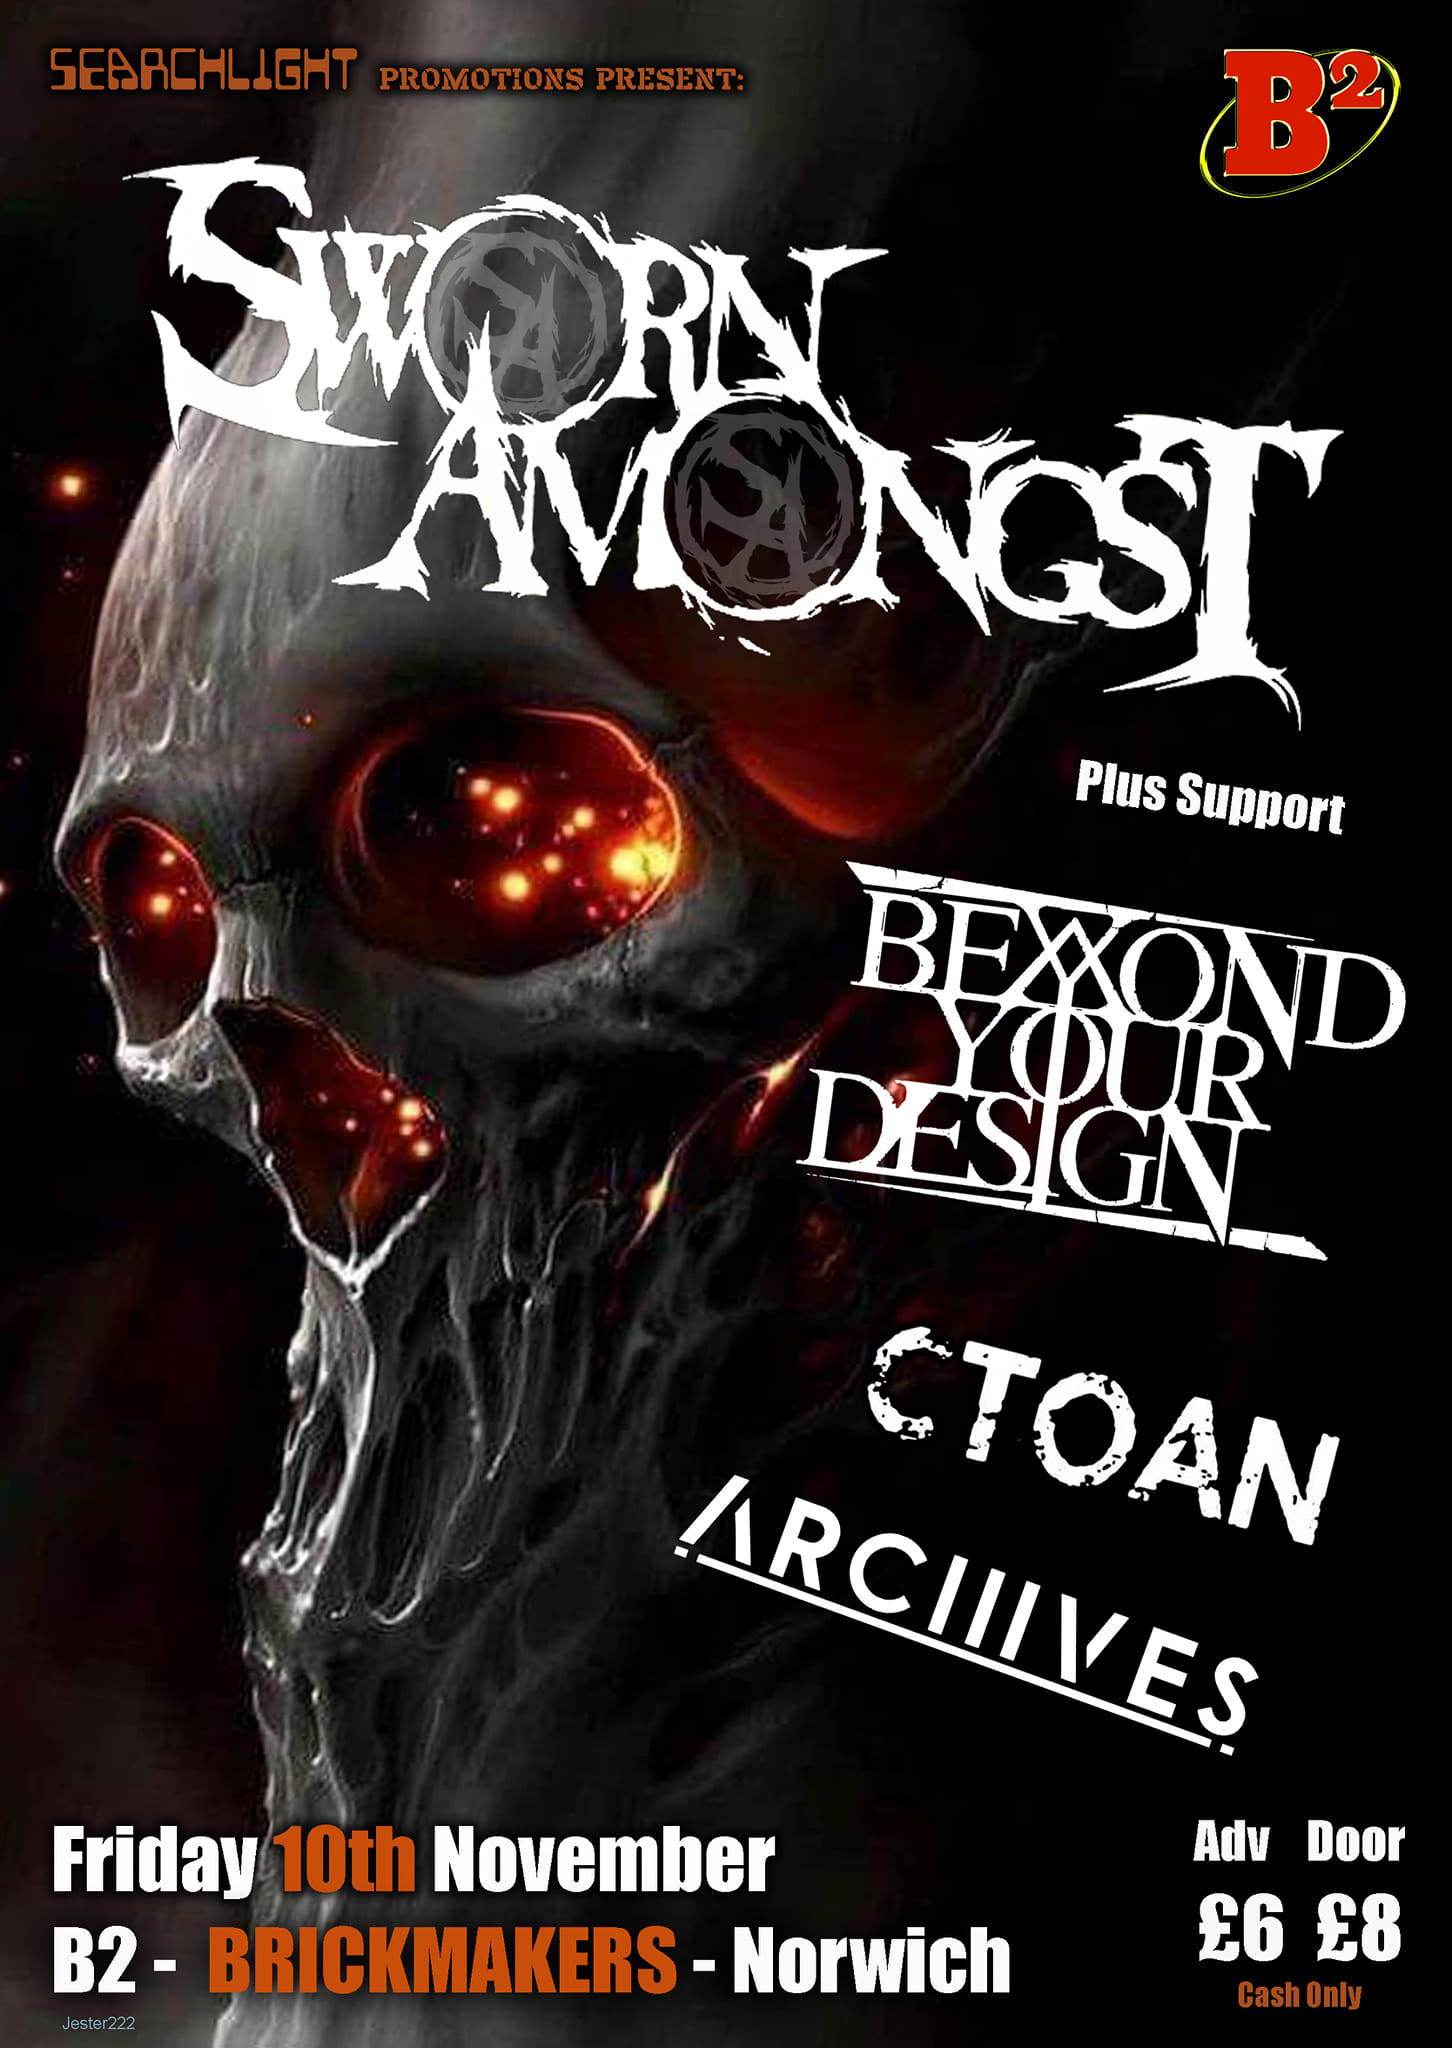 SEARCHLIGHT PROMOTIONS PRESENT:
B²
SWORN
AMONGST
Plus Support
BEYOND
YOUR
DESIGN
CTOAN
ARCIIIVES
Friday 10th November
B2 - BRICKMAKERS - Norwich
Adv Door
£6 £8
Cash Only
Jester222